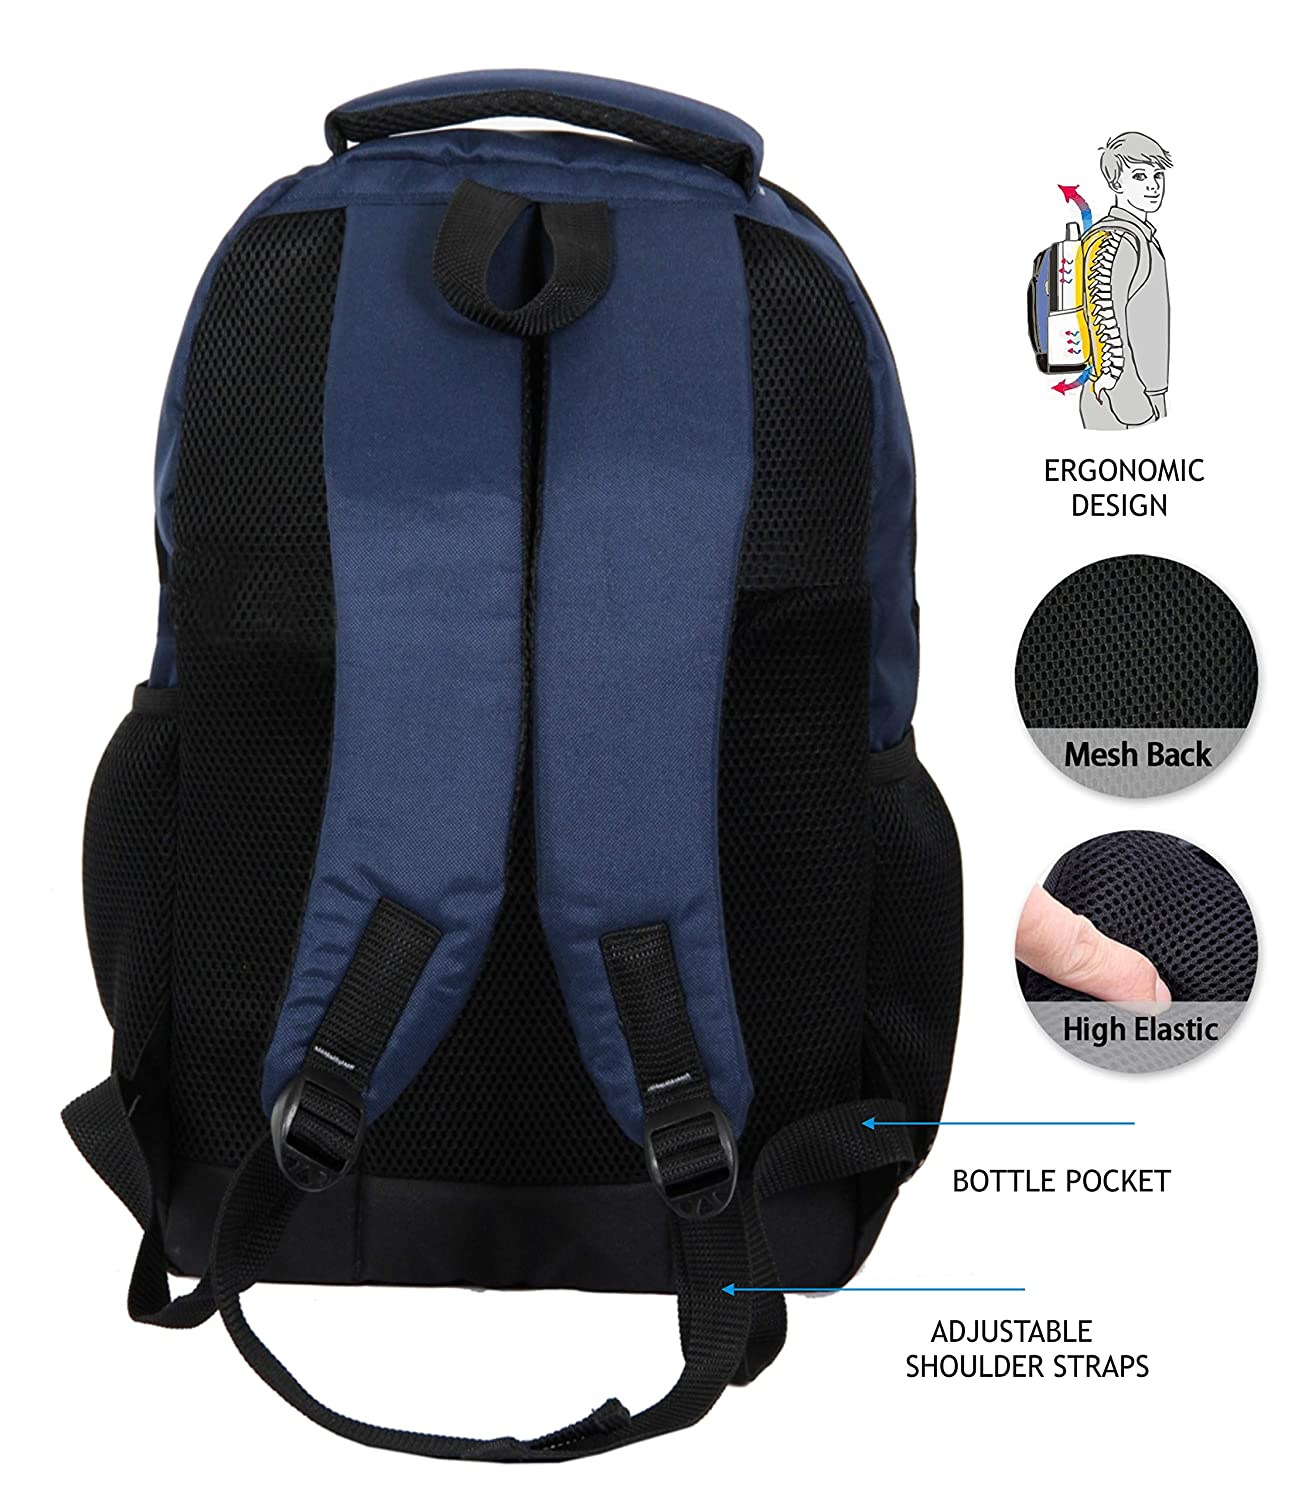 ERGONOMIC
DESIGN
Mesh Back
High Elastic
BOTTLE POCKET
ADJUSTABLE
SHOULDER STRAPS